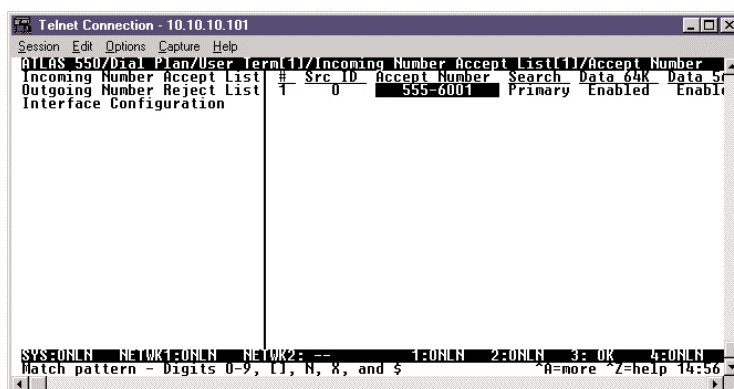 Telnet Connection - 10.10.10.101
Session Edit Options Capture Help
ATLAS 550/Dial Plan/User Term[1]/Incoming Number Accept List[1]/Accept Number
Incoming Number Accept List # Src ID Accept Number Search Data 64K Data 5
Outgoing Number Reject List 1 0 555-6001 Primary Enabled Enabl
Interface Configuration
SYS:ONLN NETWK1:ONLN NETWK2: -- 1:ONLN 2:ONLN 3: OK 4:ONLN
Match pattern - Digits 0-9, [], N, X, and $ ^A=more ^Z=help 14:56